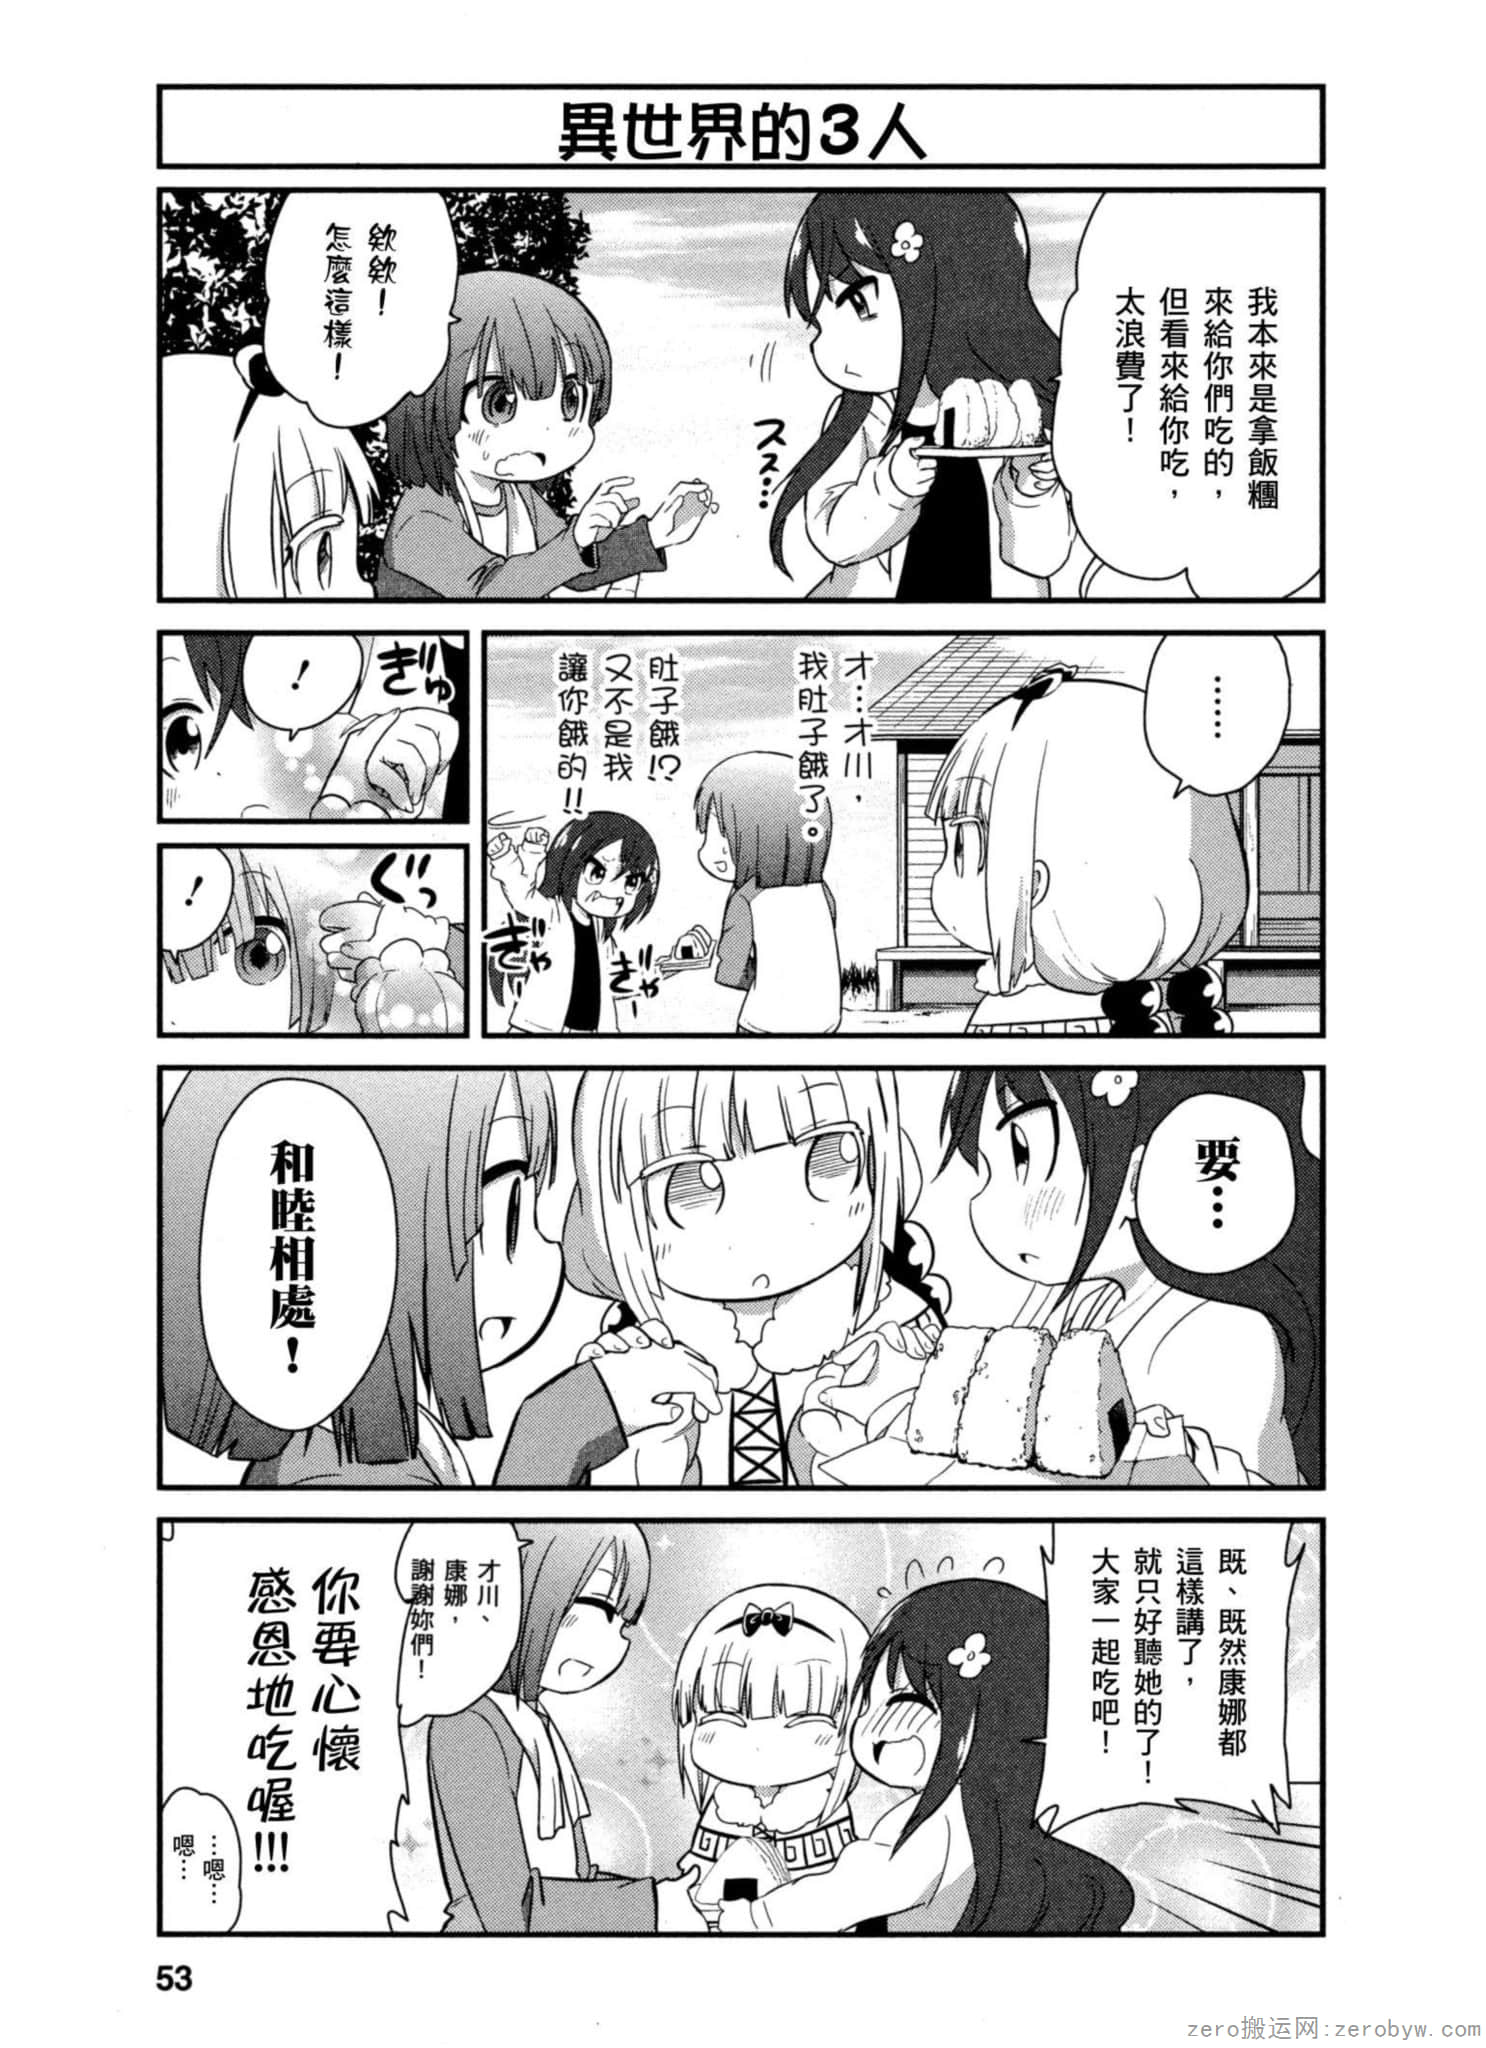 異世界的3人
我本來是拿飯糰
來給你們吃的，
但看來給你吃，
太浪費了！
ススス…
欸欸！
怎麼這樣！
……
才…才川，
我肚子餓了。
肚子餓!?
又不是我
讓你餓的!!
ぎゃー
ぎゃー
ぎゅ
！
ぐっ
！
要…
和睦相處！
既、既然康娜都
這樣講了，
就只好聽她的了！
大家一起吃吧！
才川、
康娜，
謝謝妳們！
你要心懷
感恩地吃喔!!!
…嗯…
嗯…
53
zero搬运网:zerobyw.com